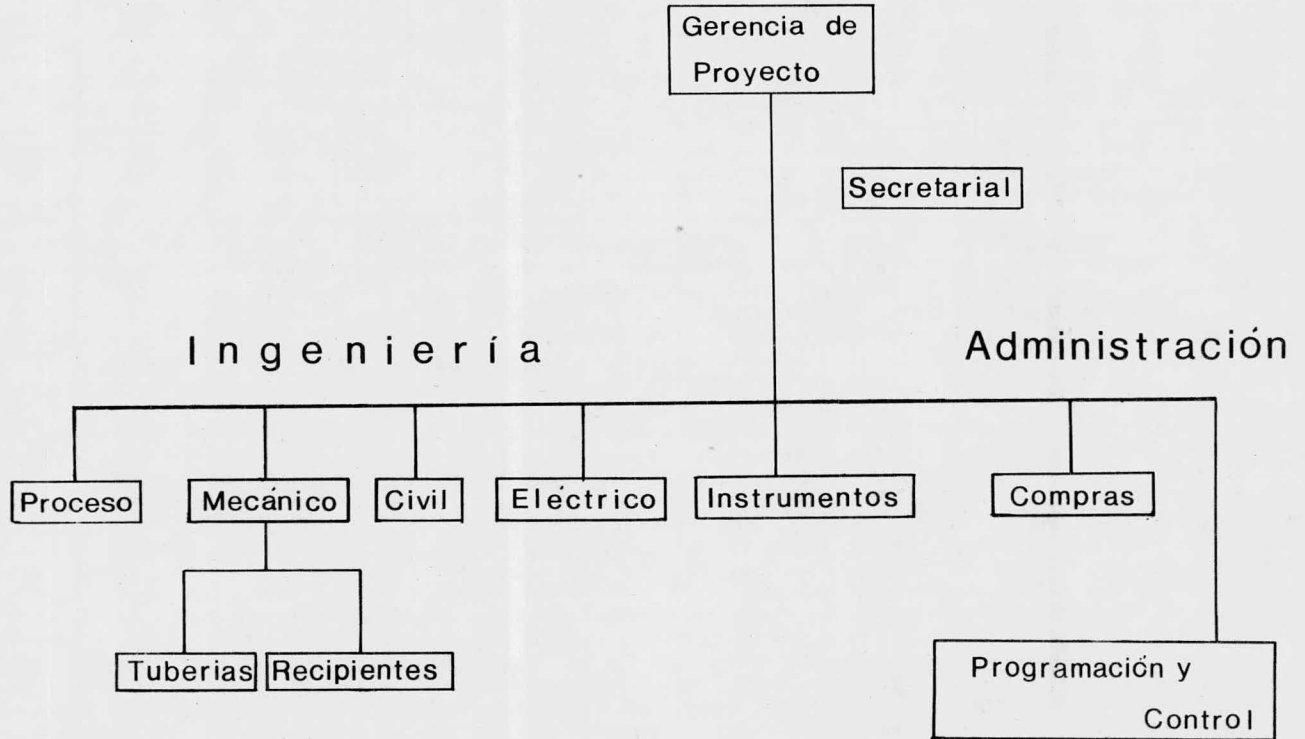 Gerencia de
Proyecto
Secretarial
Ingeniería
Administración
Proceso
Mecánico
Civil
Eléctrico
Instrumentos
Compras
Tuberias
Recipientes
Programación y
Control